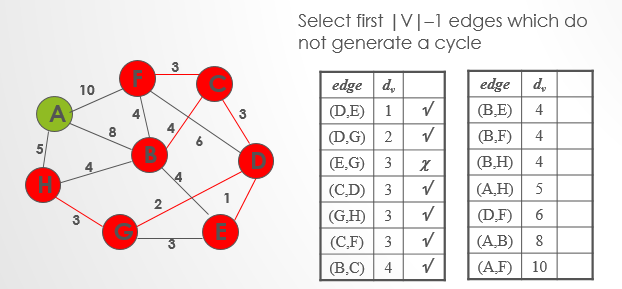 Select first |V|–1 edges which do
not generate a cycle
edge dᵥ
(D,E) 1 √
(D,G) 2 √
(E,G) 3 χ
(C,D) 3 √
(G,H) 3 √
(C,F) 3 √
(B,C) 4 √
edge dᵥ
(B,E) 4
(B,F) 4
(B,H) 4
(A,H) 5
(D,F) 6
(A,B) 8
(A,F) 10
3
F
C
10
A
4
3
8
4
6
5
B
D
4
4
H
2
1
3
G
E
3